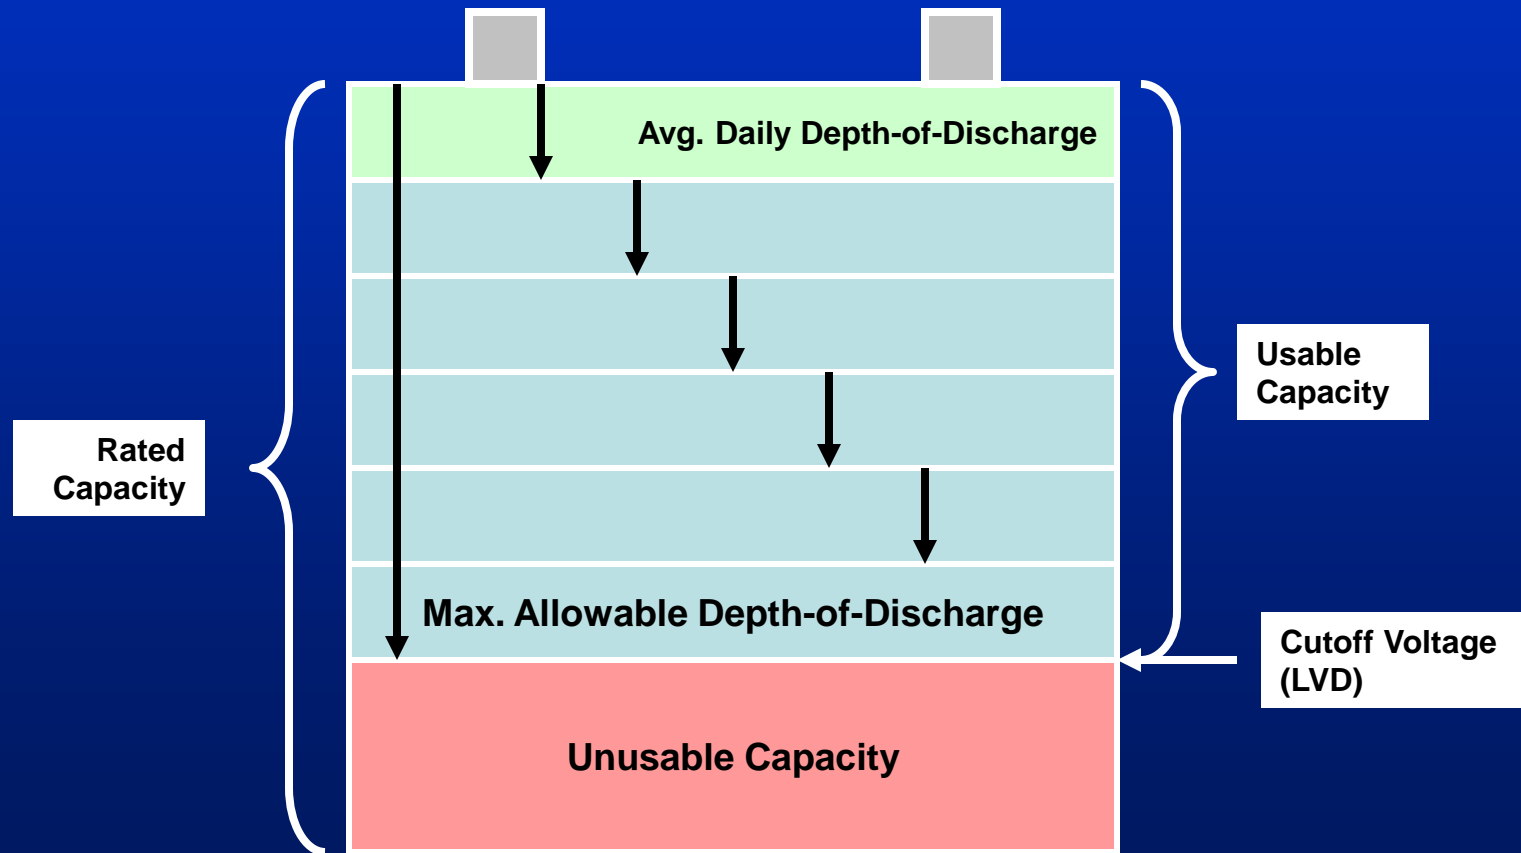 Avg. Daily Depth-of-Discharge
Usable
Capacity
Rated
Capacity
Max. Allowable Depth-of-Discharge
Cutoff Voltage
(LVD)
Unusable Capacity